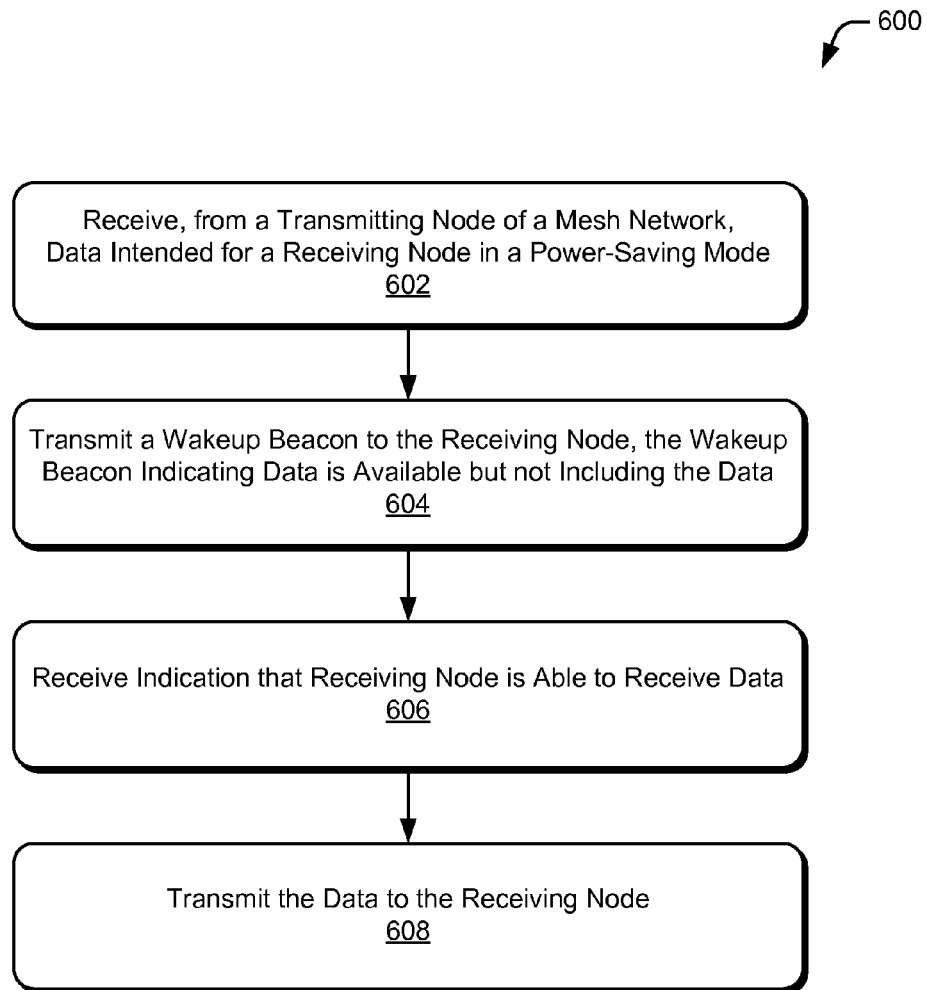 600
Receive, from a Transmitting Node of a Mesh Network,
Data Intended for a Receiving Node in a Power-Saving Mode
602
Transmit a Wakeup Beacon to the Receiving Node, the Wakeup
Beacon Indicating Data is Available but not Including the Data
604
Receive Indication that Receiving Node is Able to Receive Data
606
Transmit the Data to the Receiving Node
608